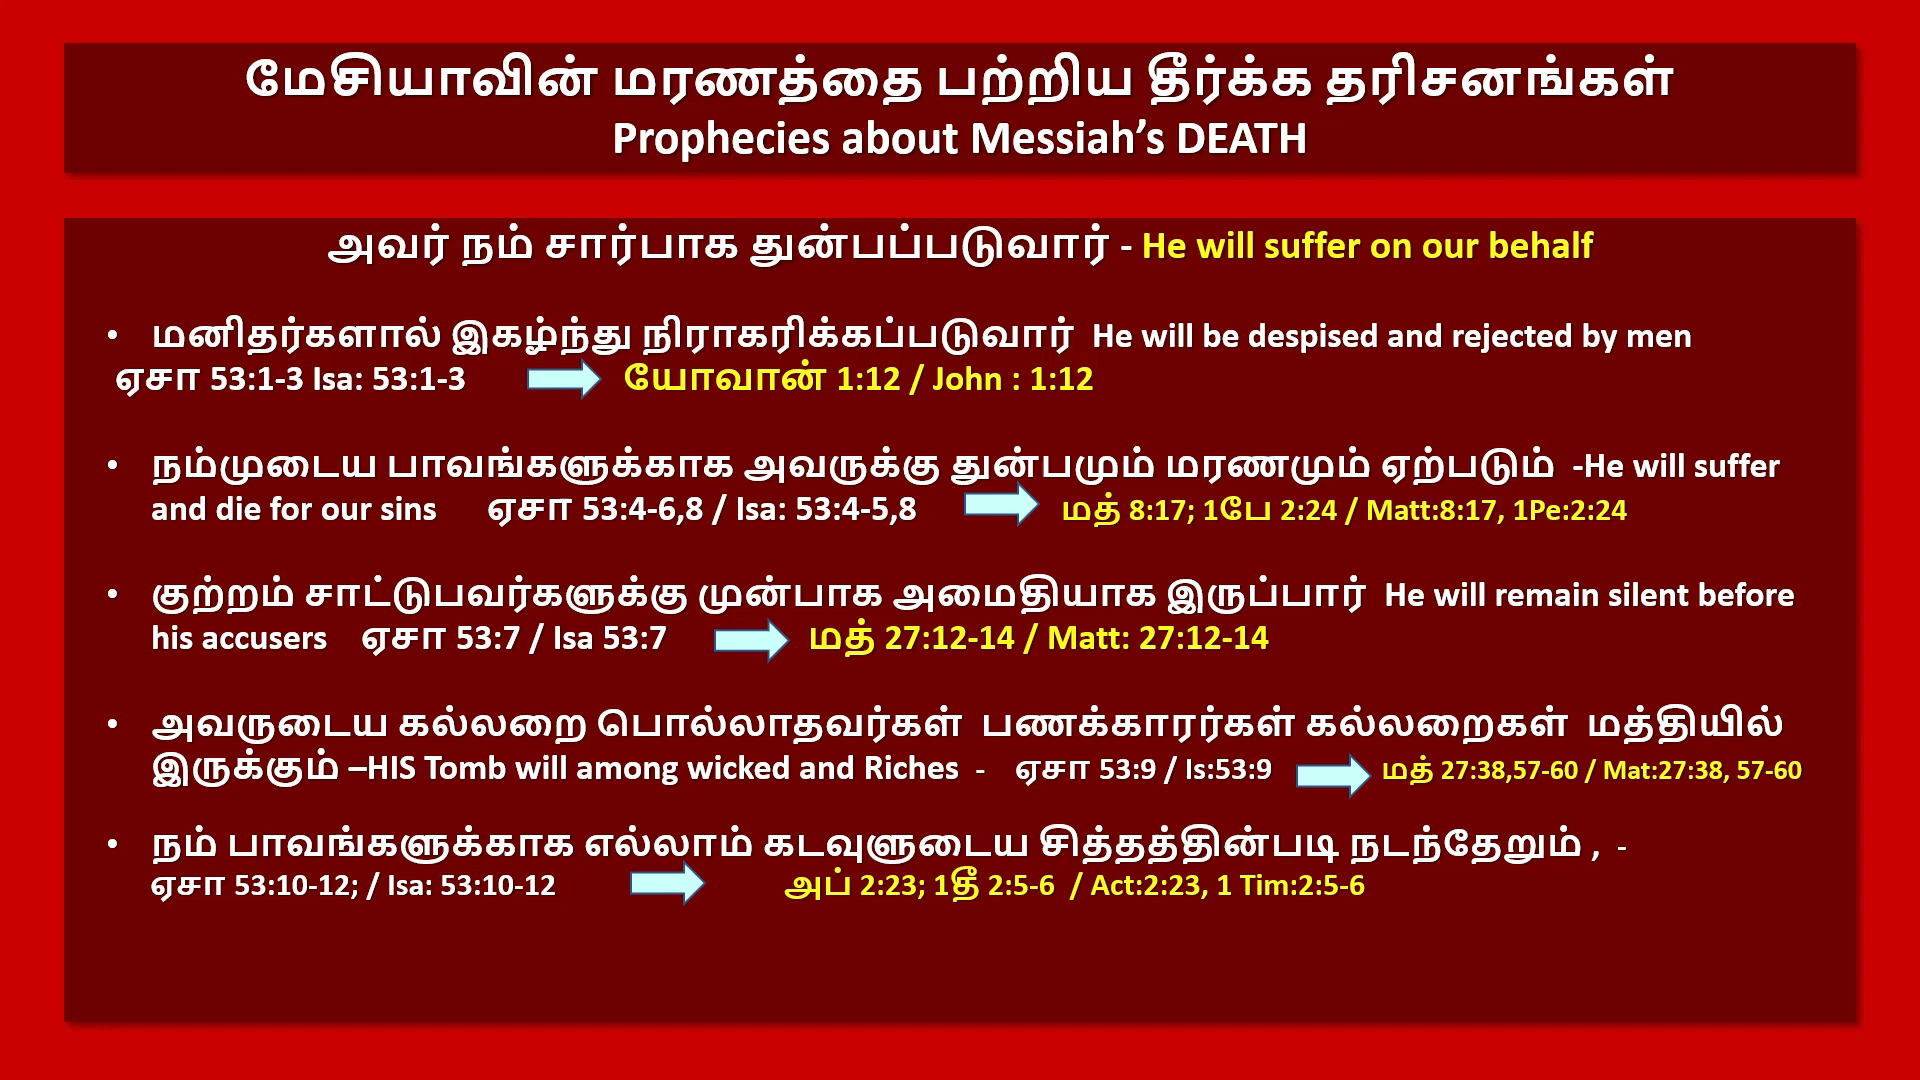 மேசியாவின் மரணத்தை பற்றிய தீர்க்க தரிசனங்கள்
Prophecies about Messiah’s DEATH
அவர் நம் சார்பாக துன்பப்படுவார் - He will suffer on our behalf
• மனிதர்களால் இகழ்ந்து நிராகரிக்கப்படுவார் He will be despised and rejected by men
ஏசா 53:1-3 Isa: 53:1-3 யோவான் 1:12 / John : 1:12
• நம்முடைய பாவங்களுக்காக அவருக்கு துன்பமும் மரணமும் ஏற்படும் -He will suffer
and die for our sins ஏசா 53:4-6,8 / Isa: 53:4-5,8 மத் 8:17; 1பே 2:24 / Matt:8:17, 1Pe:2:24
• குற்றம் சாட்டுபவர்களுக்கு முன்பாக அமைதியாக இருப்பார் He will remain silent before
his accusers ஏசா 53:7 / Isa 53:7 மத் 27:12-14 / Matt: 27:12-14
• அவருடைய கல்லறை பொல்லாதவர்கள் பணக்காரர்கள் கல்லறைகள் மத்தியில்
இருக்கும் –HIS Tomb will among wicked and Riches - ஏசா 53:9 / Is:53:9 மத் 27:38,57-60 / Mat:27:38, 57-60
• நம் பாவங்களுக்காக எல்லாம் கடவுளுடைய சித்தத்தின்படி நடந்தேறும் , -
ஏசா 53:10-12; / Isa: 53:10-12 அப் 2:23; 1தீ 2:5-6 / Act:2:23, 1 Tim:2:5-6